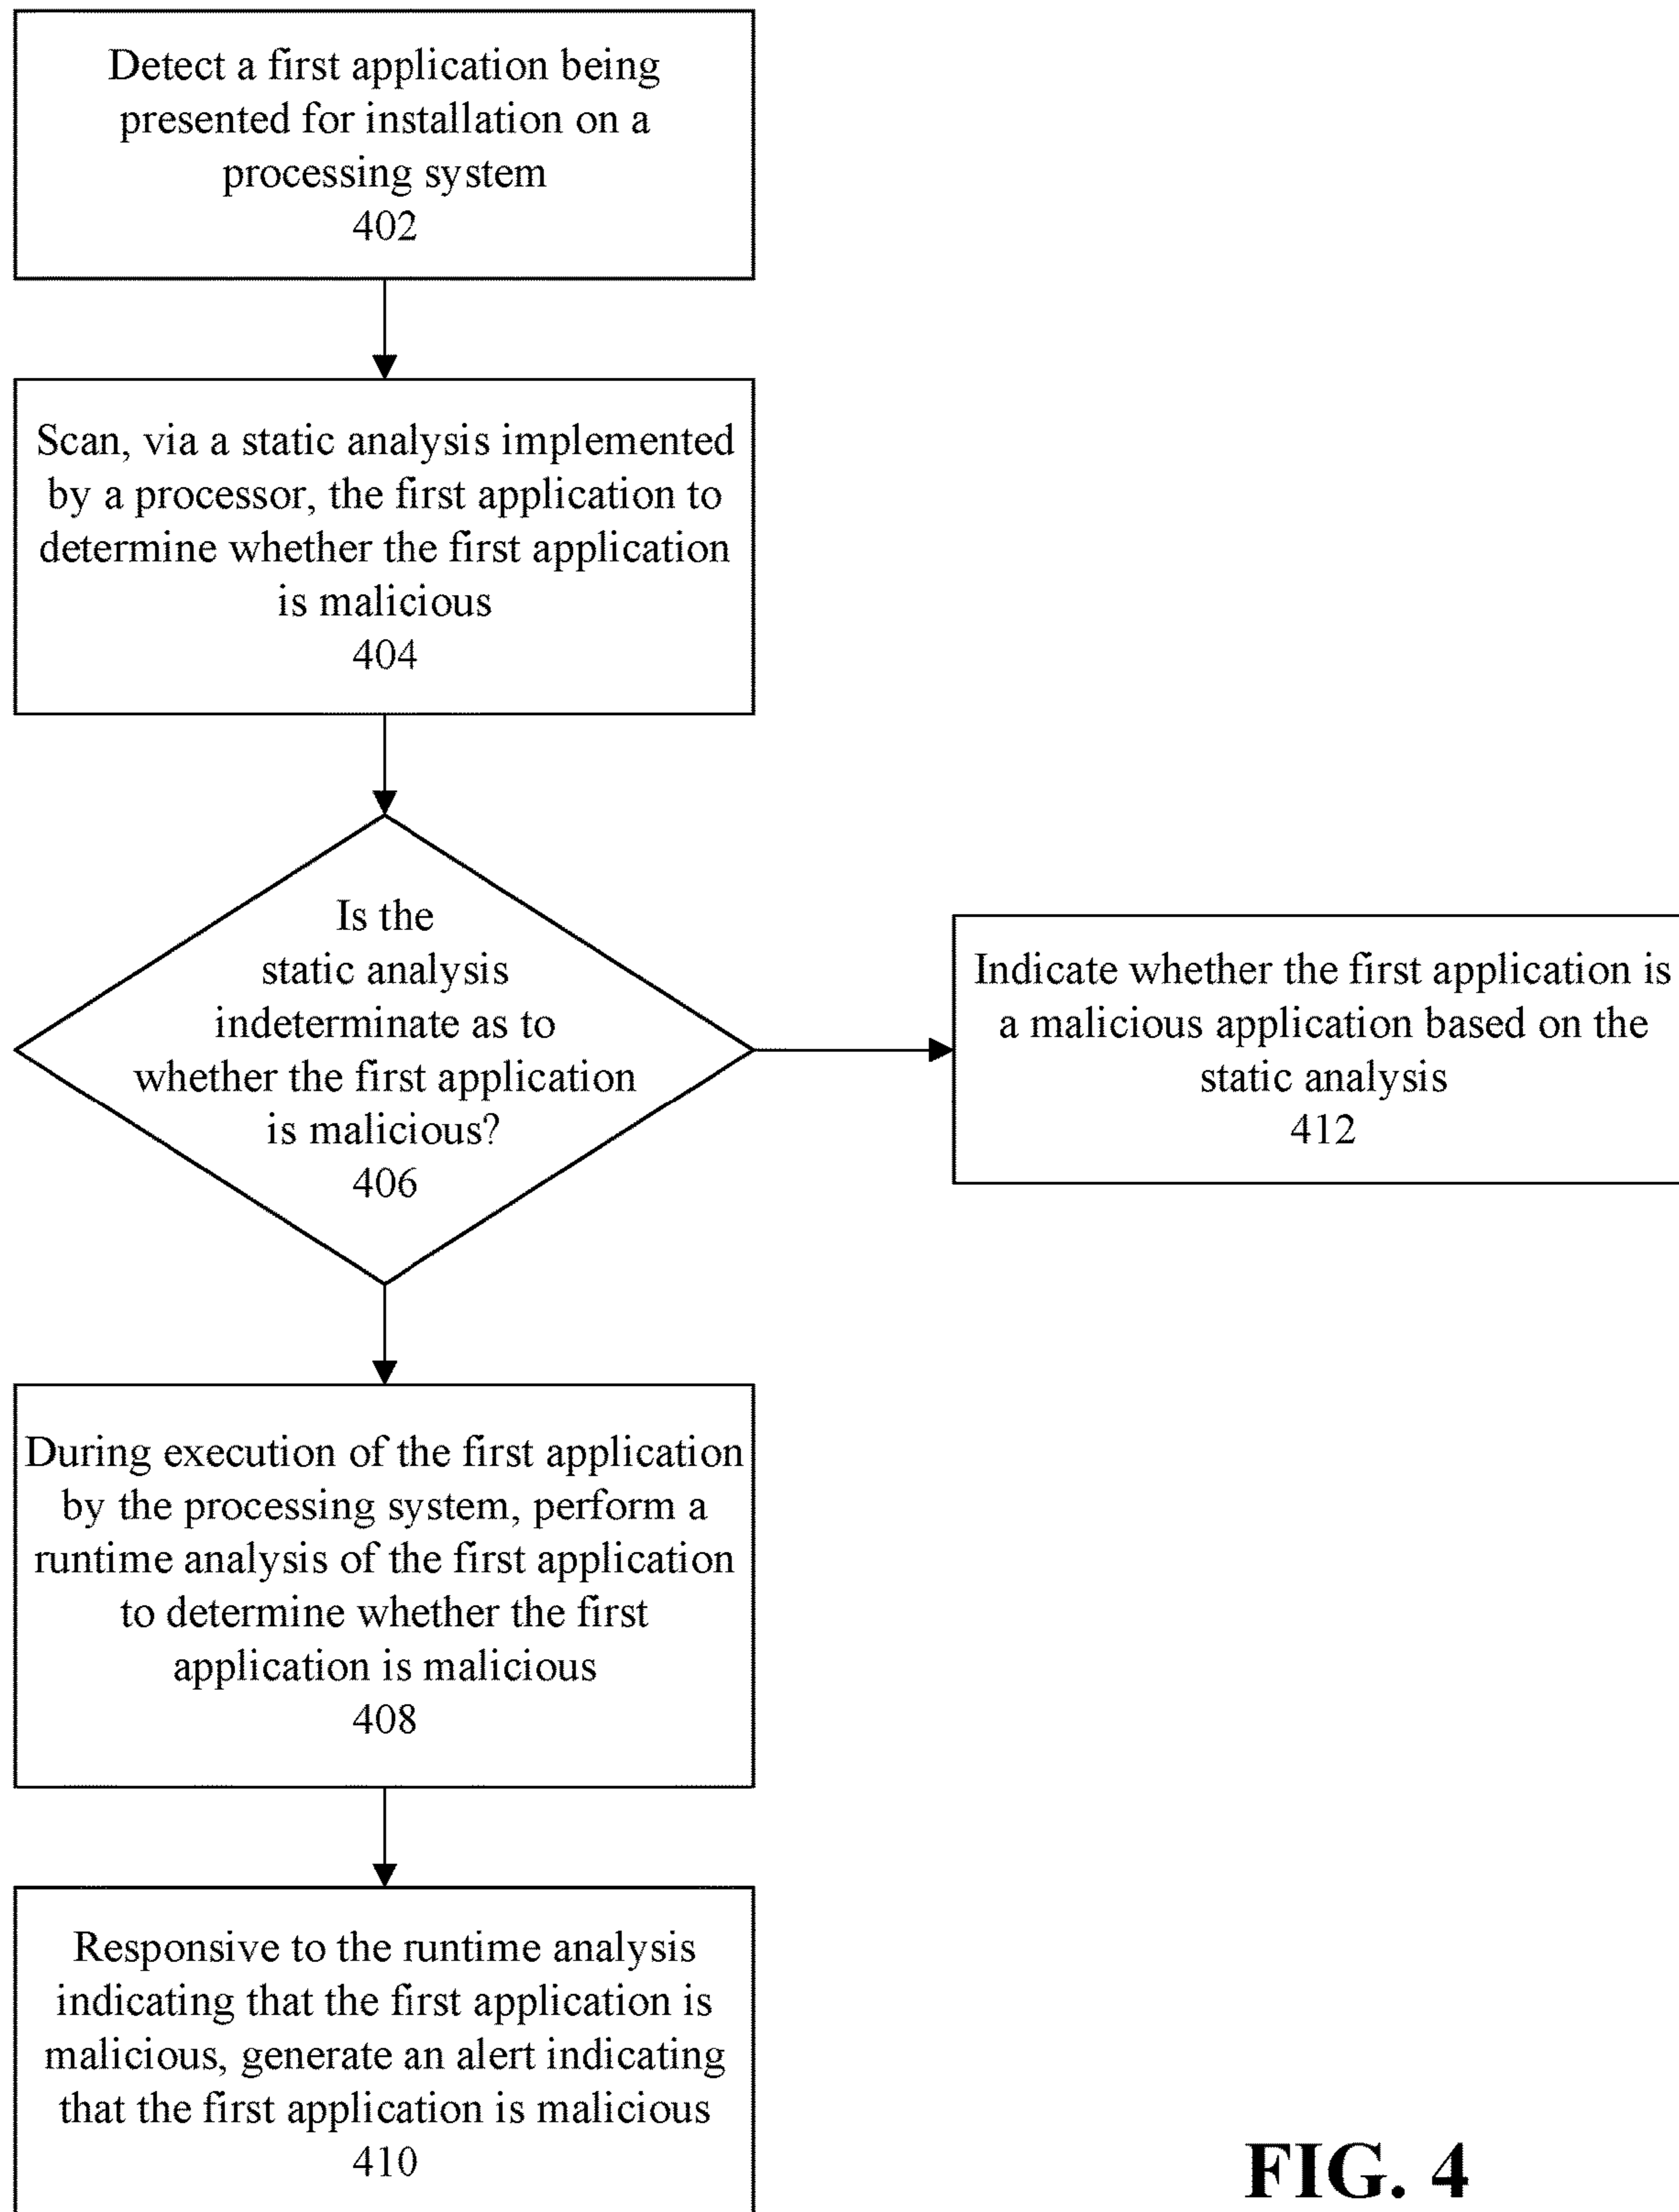 Detect a first application being
presented for installation on a
processing system
402
Scan, via a static analysis implemented
by a processor, the first application to
determine whether the first application
is malicious
404
Is the
static analysis
indeterminate as to
whether the first application
is malicious?
406
Indicate whether the first application is
a malicious application based on the
static analysis
412
During execution of the first application
by the processing system, perform a
runtime analysis of the first application
to determine whether the first
application is malicious
408
Responsive to the runtime analysis
indicating that the first application is
malicious, generate an alert indicating
that the first application is malicious
410
FIG. 4